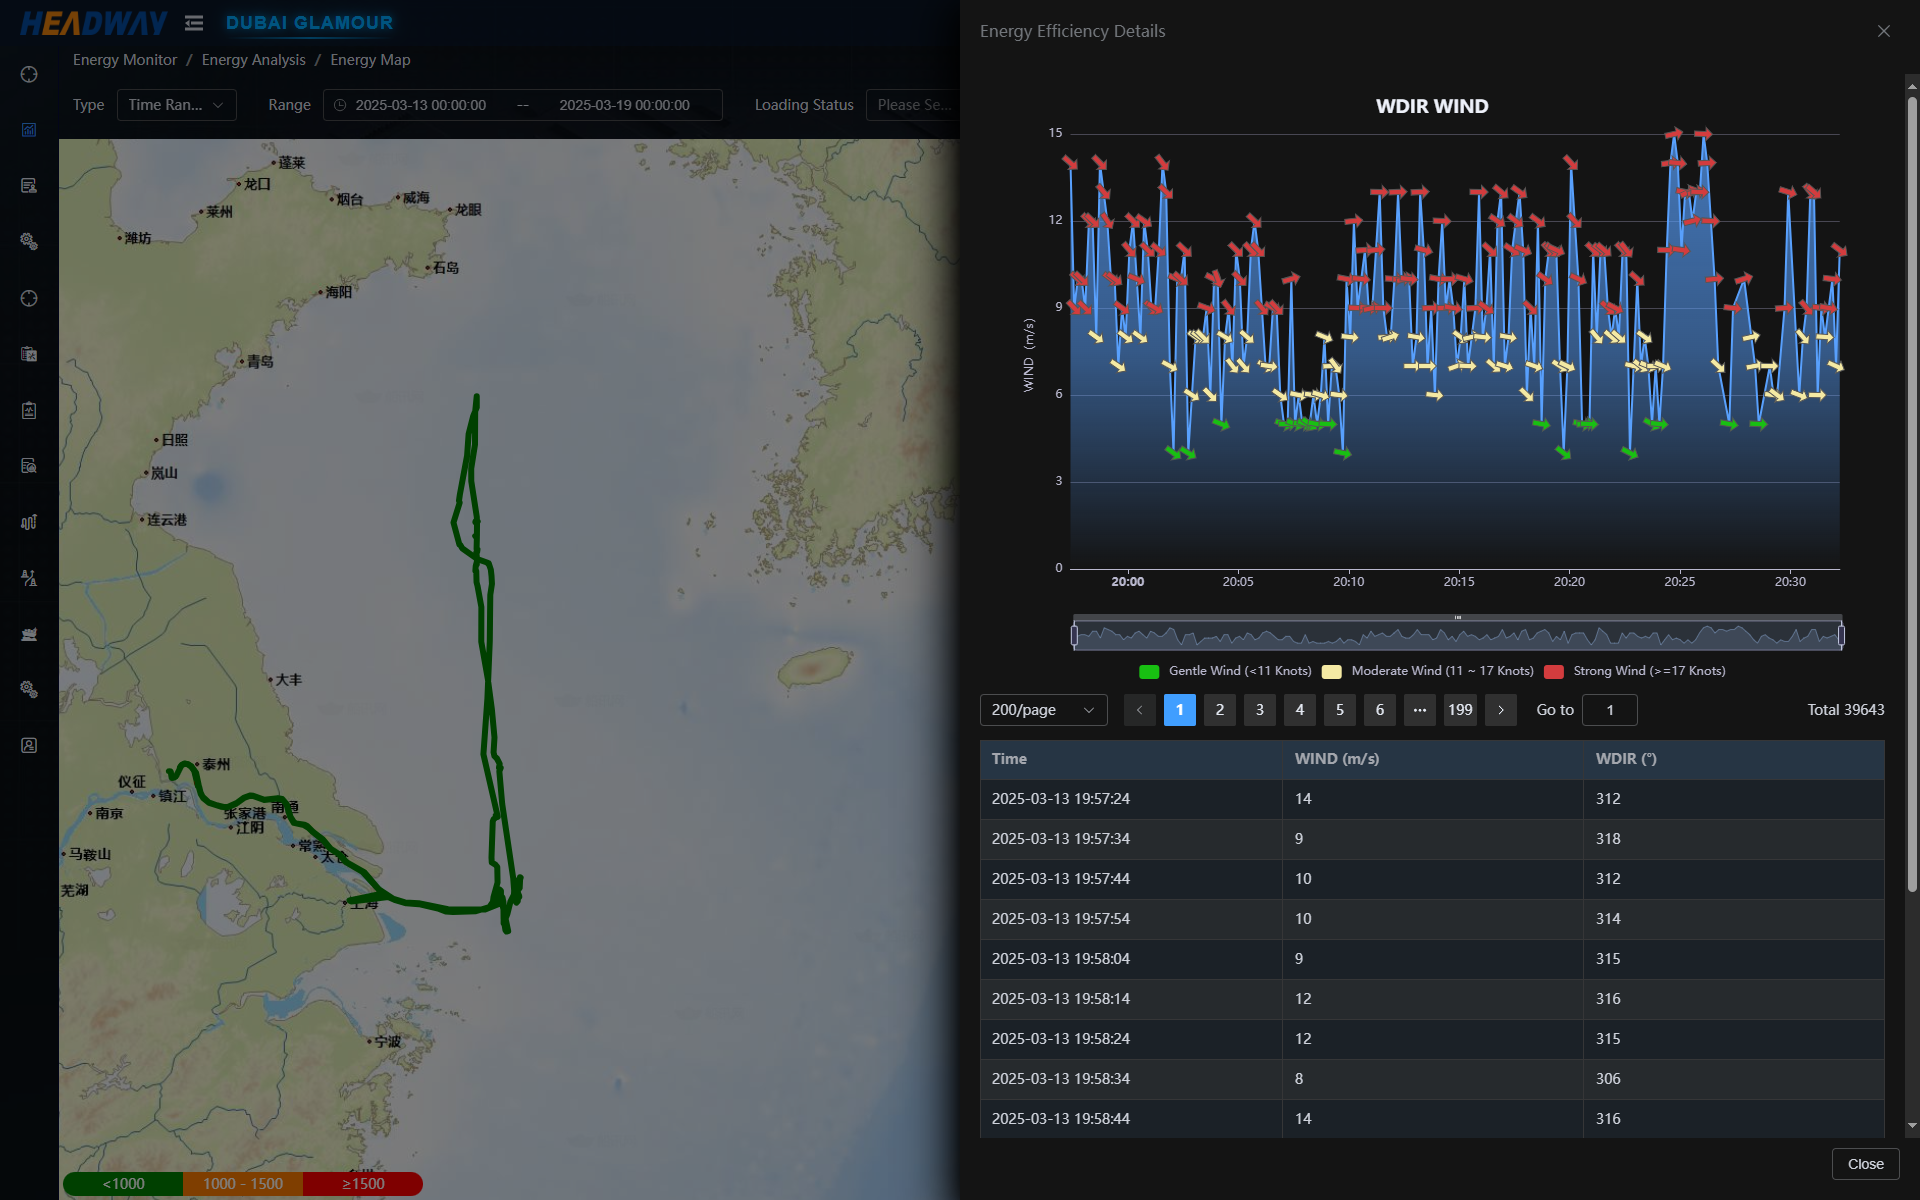 HEADWAY
DUBAI GLAMOUR
Energy Monitor / Energy Analysis / Energy Map
Type Time Ran... Range 2025-03-13 00:00:00 -- 2025-03-19 00:00:00 Loading Status Please Se...
蓬莱
龙口
莱州
烟台
威海
龙眼
潍坊
石岛
海阳
青岛
日照
岚山
连云港
大丰
泰州
仪征
镇江
南通
南京
张家港
江阴
常熟
太仓
马鞍山
芜湖
上海
宁波
<1000 1000 - 1500 ≥1500
Energy Efficiency Details
WDIR WIND
WIND (m/s)
15
12
9
6
3
0
20:00 20:05 20:10 20:15 20:20 20:25 20:30
Gentle Wind (<11 Knots) Moderate Wind (11 ~ 17 Knots) Strong Wind (>=17 Knots)
200/page 1 2 3 4 5 6 ··· 199 Go to 1 Total 39643
Time WIND (m/s) WDIR (°)
2025-03-13 19:57:24 14 312
2025-03-13 19:57:34 9 318
2025-03-13 19:57:44 10 312
2025-03-13 19:57:54 10 314
2025-03-13 19:58:04 9 315
2025-03-13 19:58:14 12 316
2025-03-13 19:58:24 12 315
2025-03-13 19:58:34 8 306
2025-03-13 19:58:44 14 316
Close